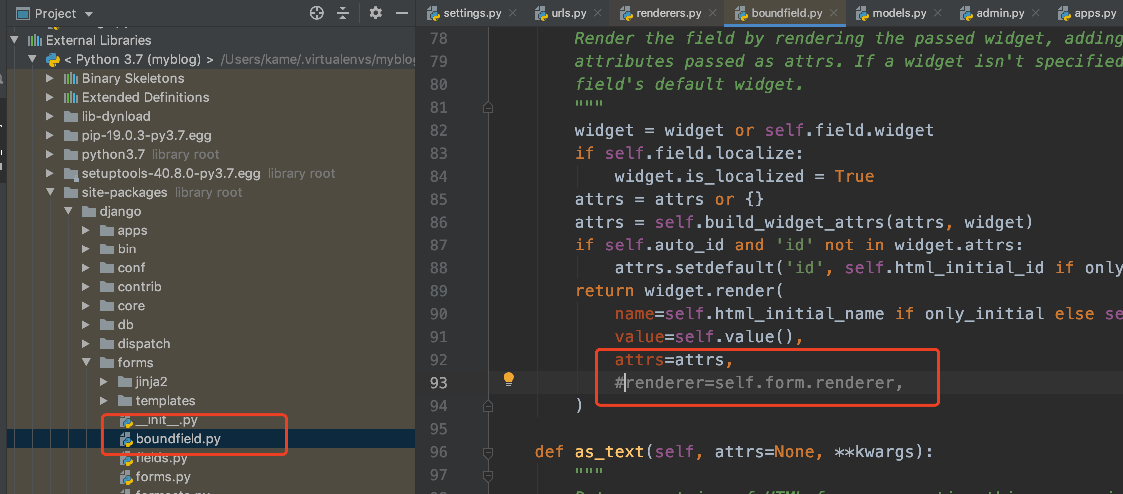 Project
settings.py
urls.py
renderers.py
boundfield.py
models.py
admin.py
apps.py
External Libraries
< Python 3.7 (myblog) > /Users/kame/.virtualenvs/myblog
Binary Skeletons
Extended Definitions
lib-dynload
pip-19.0.3-py3.7.egg
python3.7 library root
setuptools-40.8.0-py3.7.egg library root
site-packages library root
django
apps
bin
conf
contrib
core
db
dispatch
forms
jinja2
templates
__init__.py
boundfield.py
fields.py
forms.py
78 Render the field by rendering the passed widget, adding
79 attributes passed as attrs. If a widget isn't specified
80 field's default widget.
81 """
82 widget = widget or self.field.widget
83 if self.field.localize:
84 widget.is_localized = True
85 attrs = attrs or {}
86 attrs = self.build_widget_attrs(attrs, widget)
87 if self.auto_id and 'id' not in widget.attrs:
88 attrs.setdefault('id', self.html_initial_id if only
89 return widget.render(
90 name=self.html_initial_name if only_initial else se
91 value=self.value(),
92 attrs=attrs,
93 #renderer=self.form.renderer,
94 )
95
96 def as_text(self, attrs=None, **kwargs):
97 """